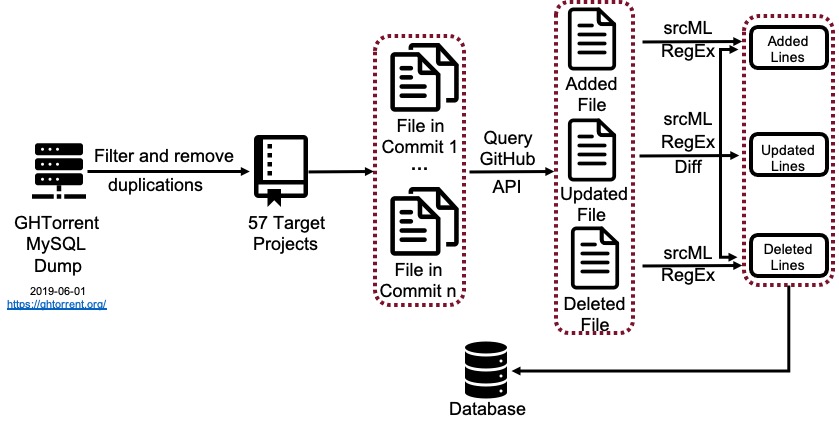 GHTorrent
MySQL
Dump
2019-06-01
https://ghtorrent.org/
Filter and remove
duplications
57 Target
Projects
File in
Commit 1
...
File in
Commit n
Query
GitHub
API
Added
File
Updated
File
Deleted
File
srcML
RegEx
srcML
RegEx
Diff
srcML
RegEx
Added
Lines
Updated
Lines
Deleted
Lines
Database